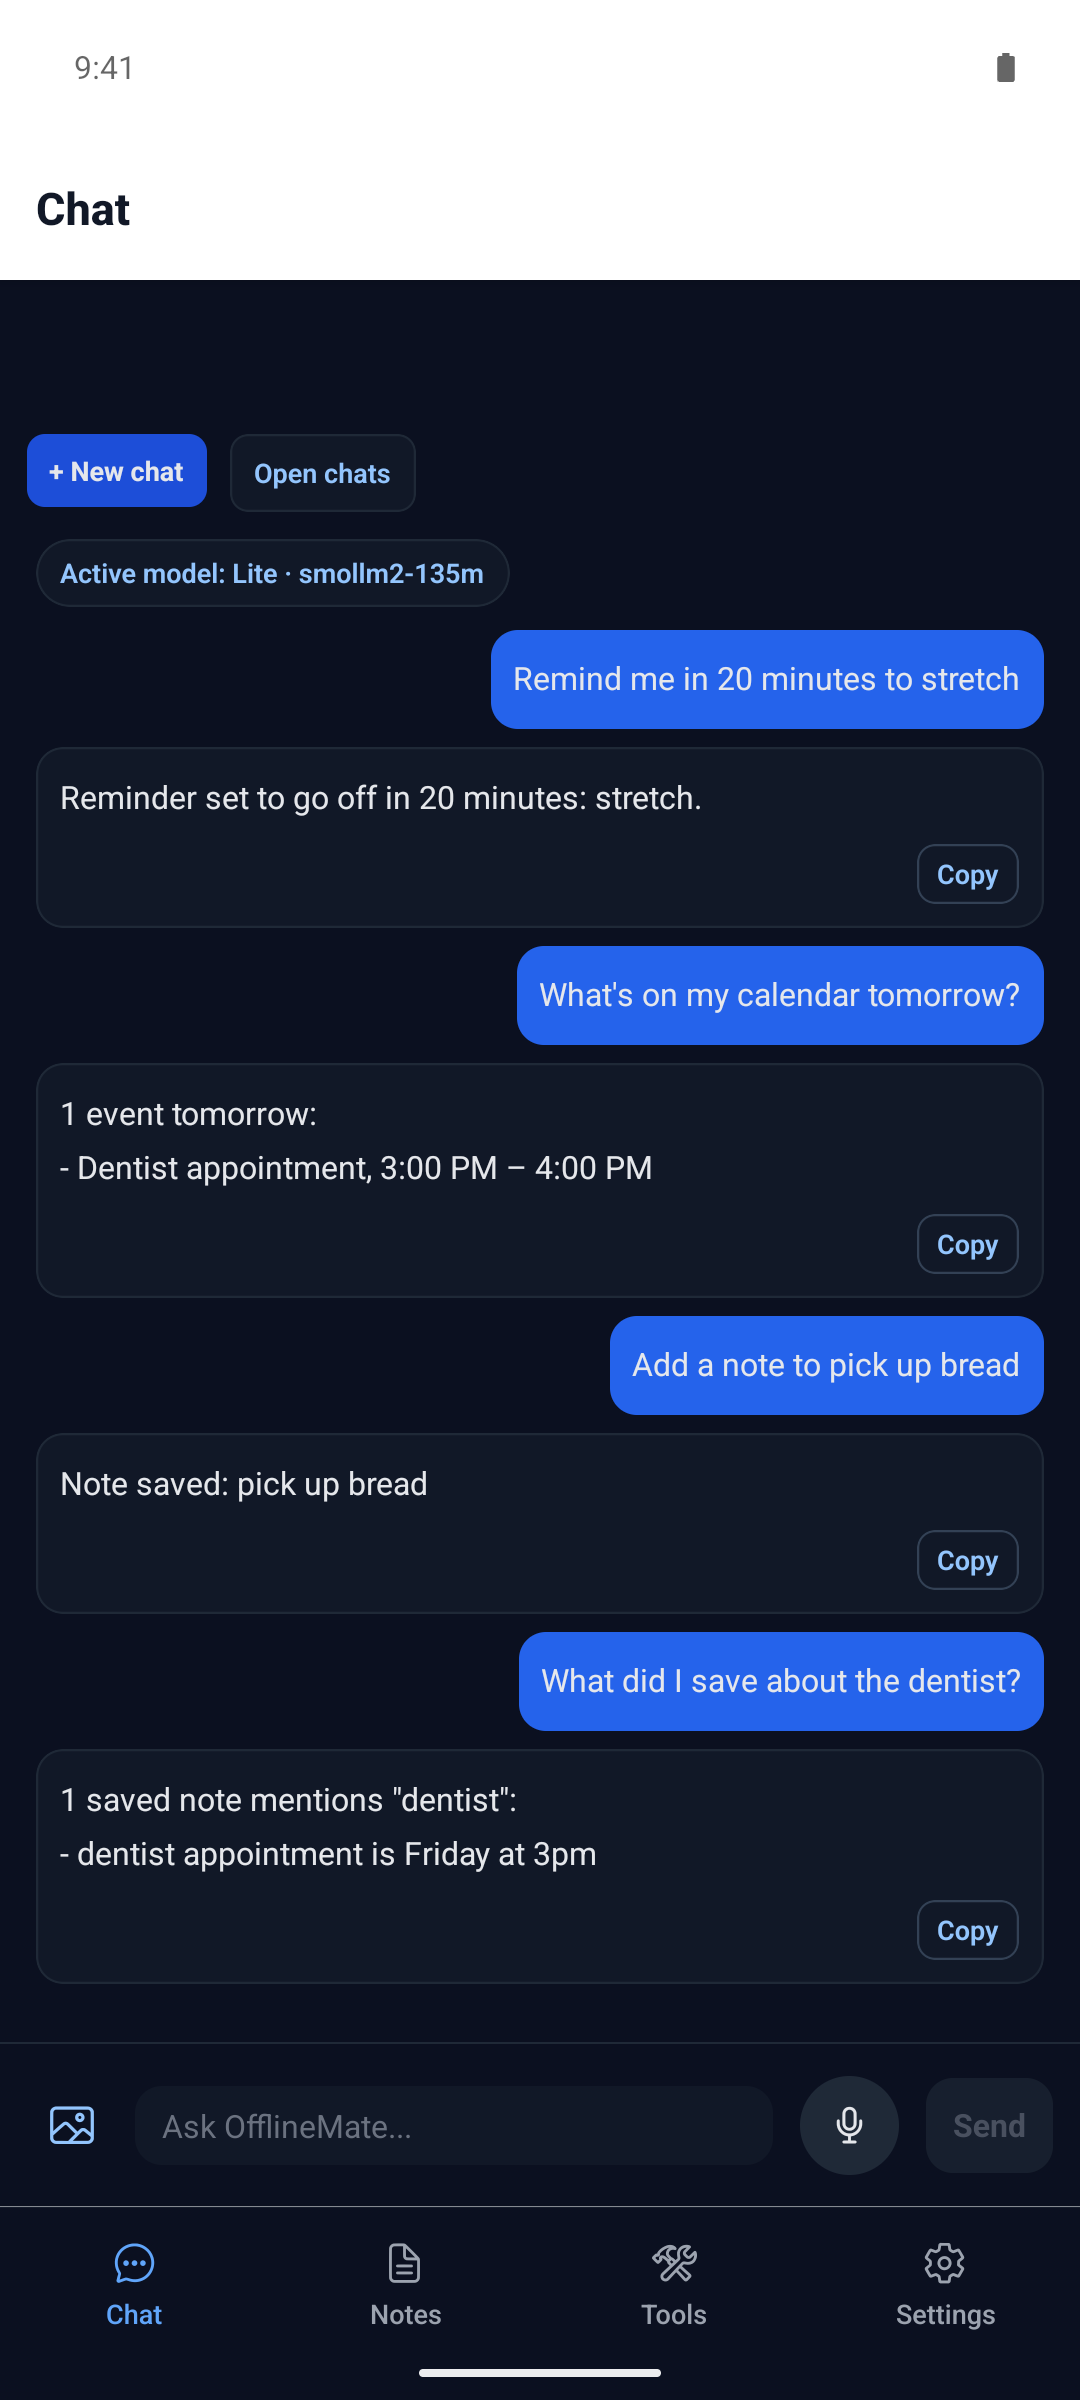 9:41
Chat
+ New chat
Open chats
Active model: Lite · smollm2-135m
Remind me in 20 minutes to stretch
Reminder set to go off in 20 minutes: stretch.
Copy
What's on my calendar tomorrow?
1 event tomorrow:
- Dentist appointment, 3:00 PM – 4:00 PM
Copy
Add a note to pick up bread
Note saved: pick up bread
Copy
What did I save about the dentist?
1 saved note mentions "dentist":
- dentist appointment is Friday at 3pm
Copy
Ask OfflineMate...
Send
Chat
Notes
Tools
Settings